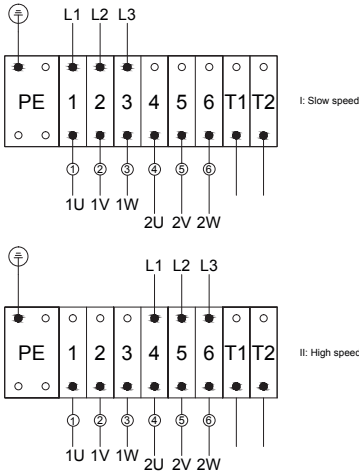 L1 L2 L3
PE 1 2 3 4 5 6 T1 T2
I: Slow speed
1 2 3 4 5 6
1U 1V 1W
2U 2V 2W
L1 L2 L3
PE 1 2 3 4 5 6 T1 T2
II: High speed
1 2 3 4 5 6
1U 1V 1W
2U 2V 2W